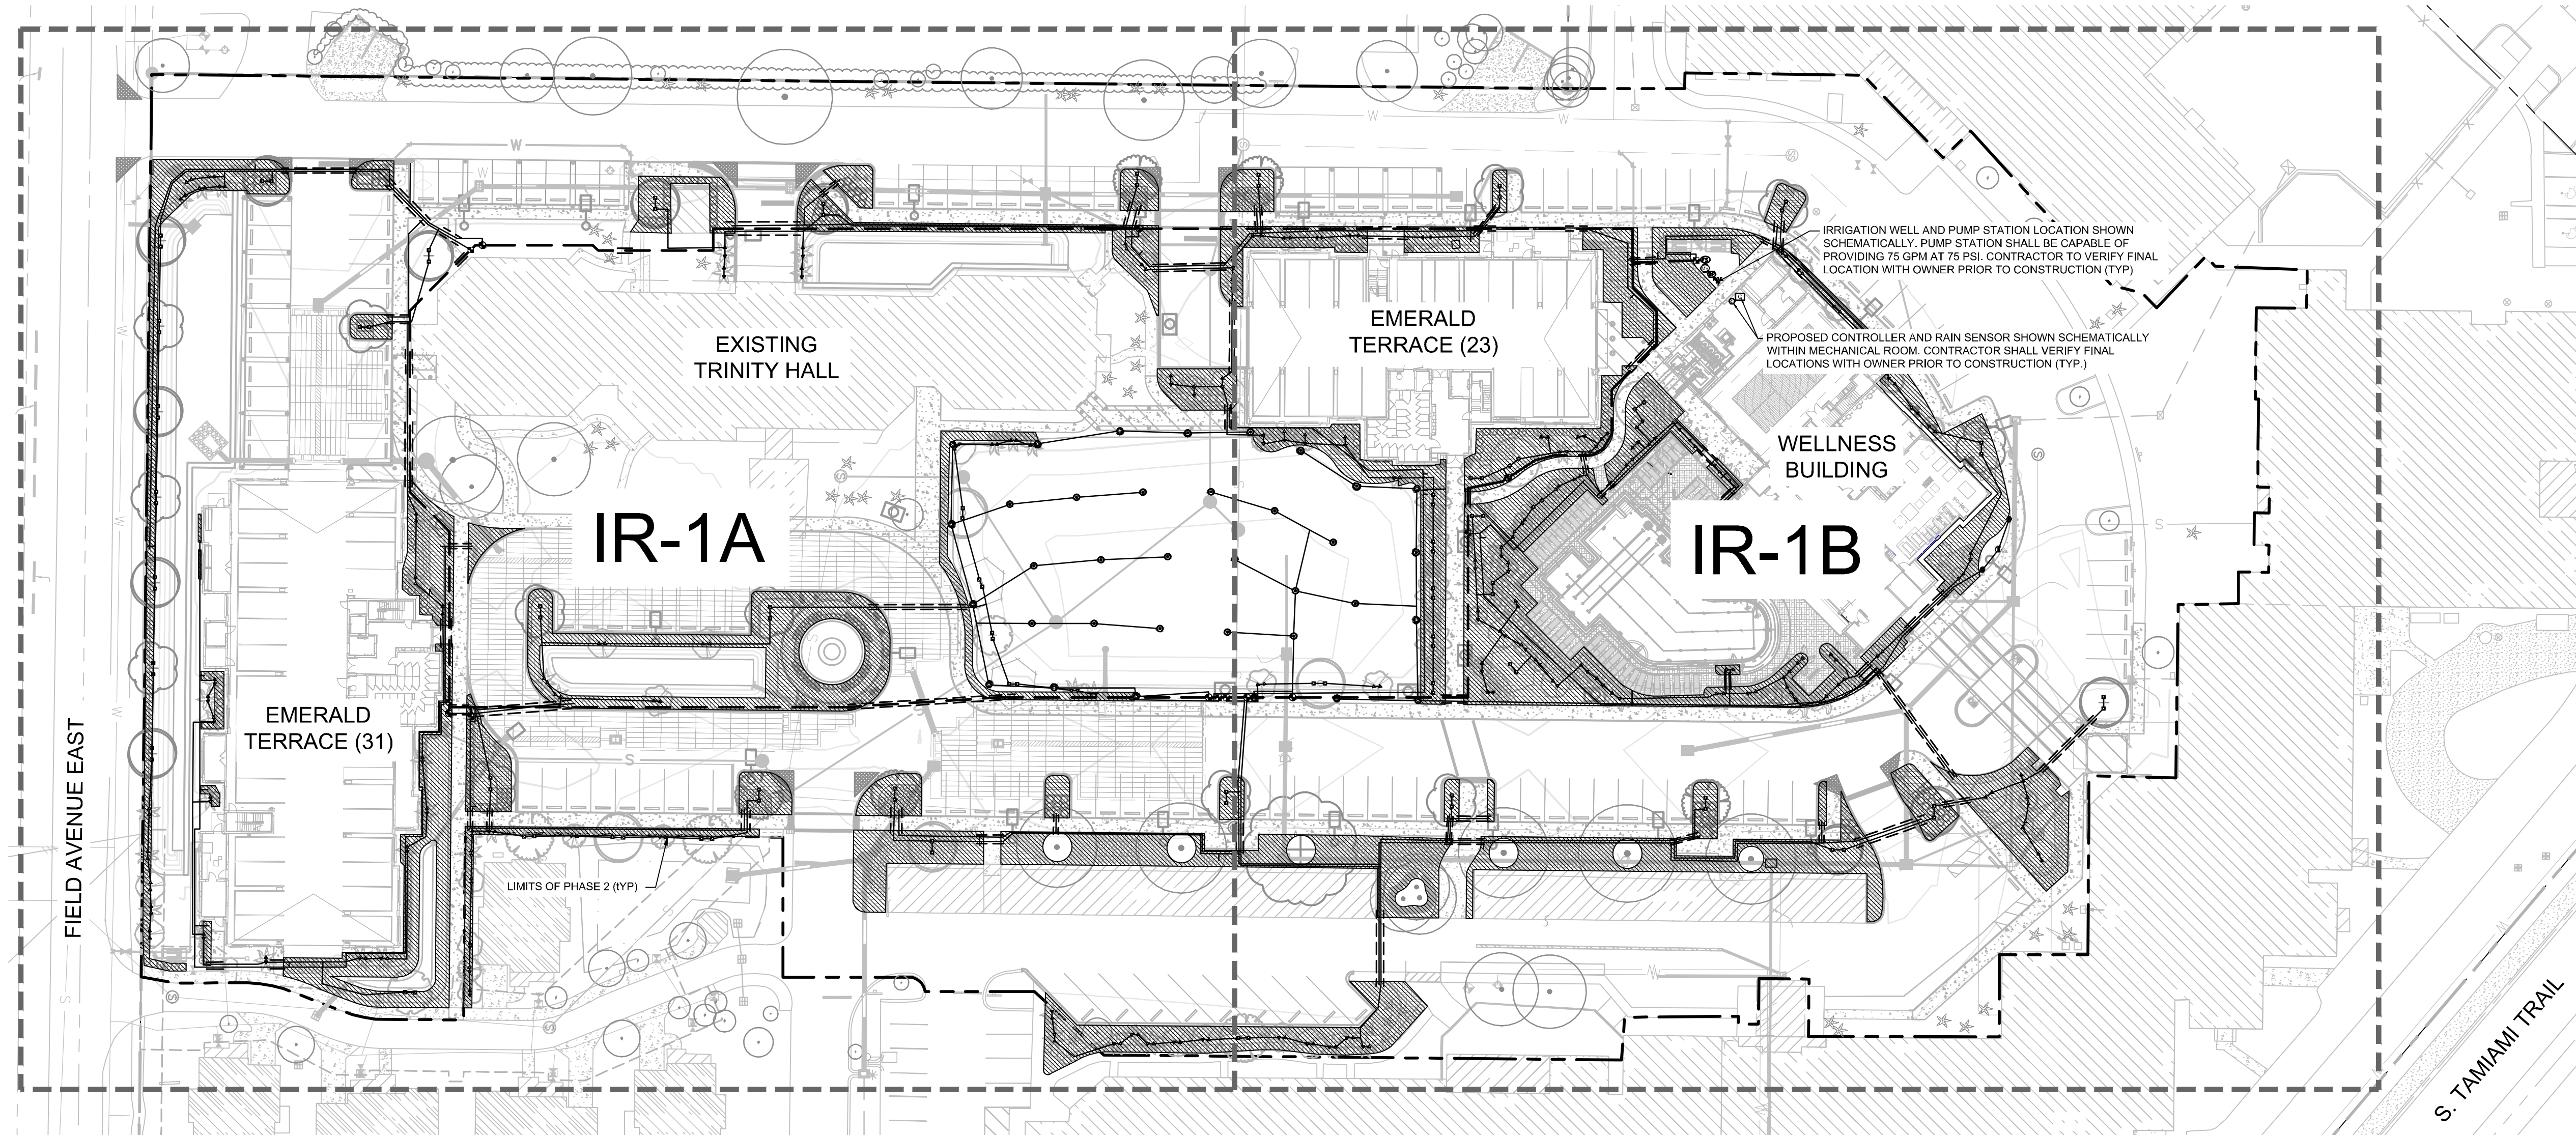 IRRIGATION WELL AND PUMP STATION LOCATION SHOWN
SCHEMATICALLY. PUMP STATION SHALL BE CAPABLE OF
PROVIDING 75 GPM AT 75 PSI. CONTRACTOR TO VERIFY FINAL
LOCATION WITH OWNER PRIOR TO CONSTRUCTION (TYP)
EXISTING
TRINITY HALL
EMERALD
TERRACE (23)
PROPOSED CONTROLLER AND RAIN SENSOR SHOWN SCHEMATICALLY
WITHIN MECHANICAL ROOM. CONTRACTOR SHALL VERIFY FINAL
LOCATIONS WITH OWNER PRIOR TO CONSTRUCTION (TYP.)
WELLNESS
BUILDING
IR-1A
IR-1B
EMERALD
TERRACE (31)
FIELD AVENUE EAST
LIMITS OF PHASE 2 (tYP)
S. TAMIAMI TRAIL